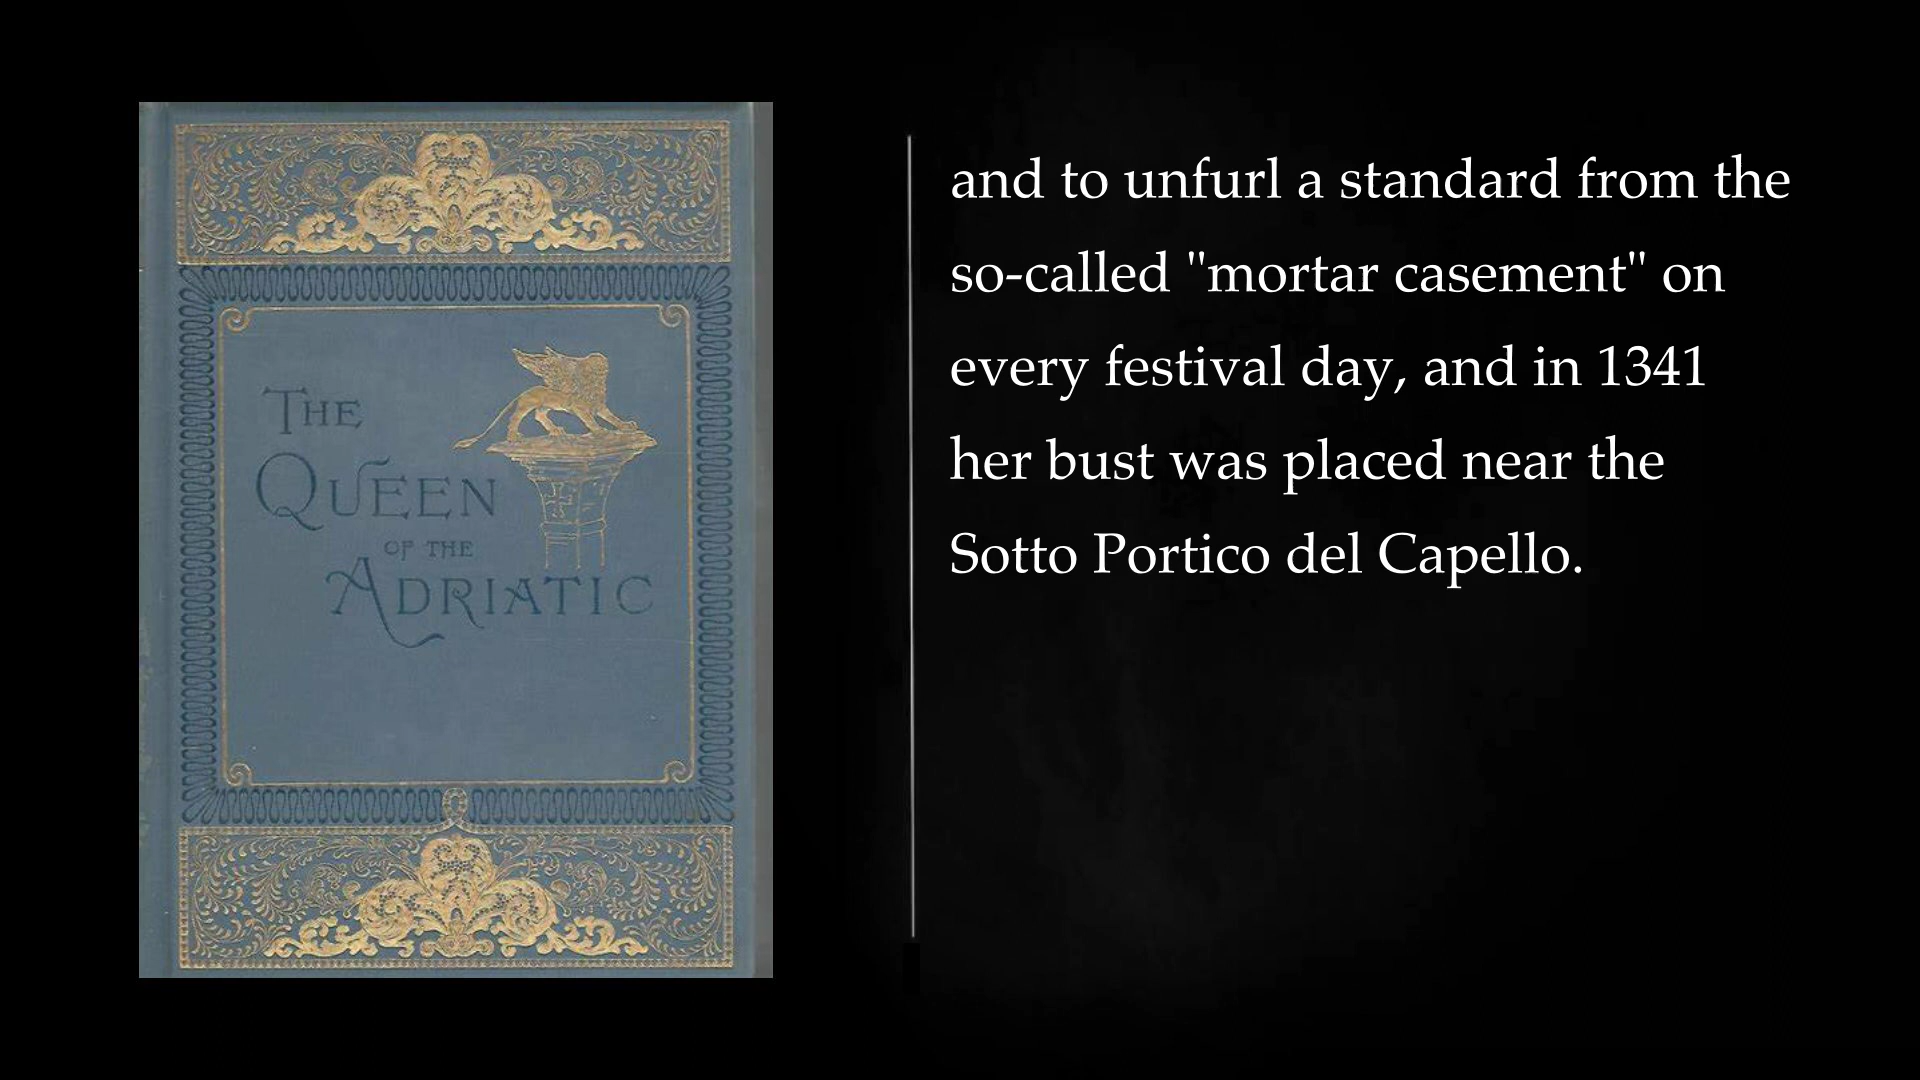 THE
QUEEN
OF THE
ADRIATIC
and to unfurl a standard from the
so-called "mortar casement" on
every festival day, and in 1341
her bust was placed near the
Sotto Portico del Capello.